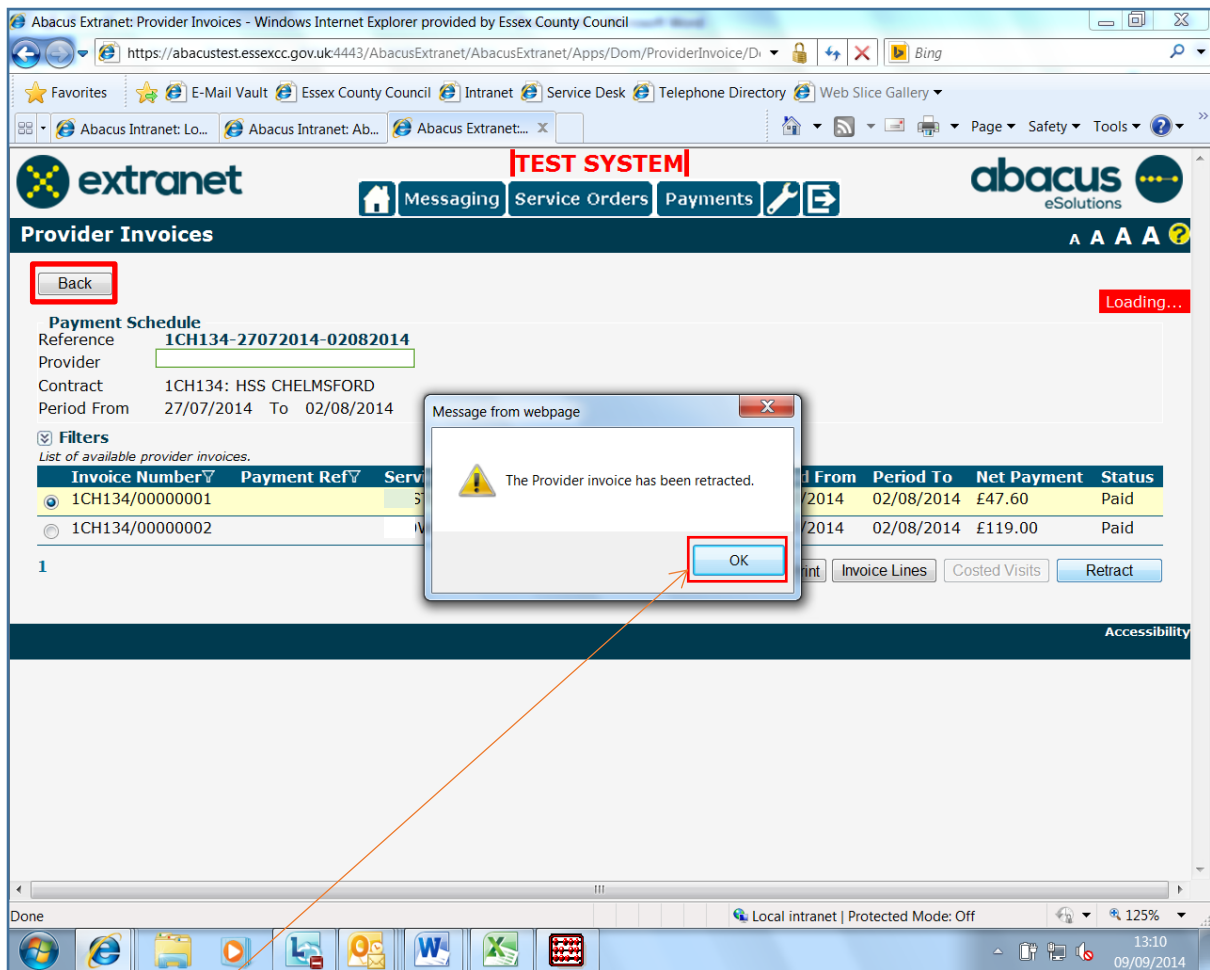 Abacus Extranet: Provider Invoices - Windows Internet Explorer provided by Essex County Council
https://abacustest.essexcc.gov.uk:4443/AbacusExtranet/AbacusExtranet/Apps/Dom/ProviderInvoice/D
Bing
Favorites E-Mail Vault Essex County Council Intranet Service Desk Telephone Directory Web Slice Gallery
Abacus Intranet: Lo... Abacus Intranet: Ab... Abacus Extranet:... X Page Safety Tools
TEST SYSTEM
extranet
Messaging Service Orders Payments
abacus
eSolutions
Provider Invoices A A A A ?
Back
Loading...
Payment Schedule
Reference 1CH134-27072014-02082014
Provider
Contract 1CH134: HSS CHELMSFORD
Period From 27/07/2014 To 02/08/2014
Message from webpage
The Provider invoice has been retracted.
OK
Filters
List of available provider invoices.
Invoice Number Payment Ref Servi d From Period To Net Payment Status
1CH134/00000001 /2014 02/08/2014 £47.60 Paid
1CH134/00000002 /2014 02/08/2014 £119.00 Paid
1 rint Invoice Lines Costed Visits Retract
Accessibility
Done Local intranet | Protected Mode: Off 125%
13:10
09/09/2014